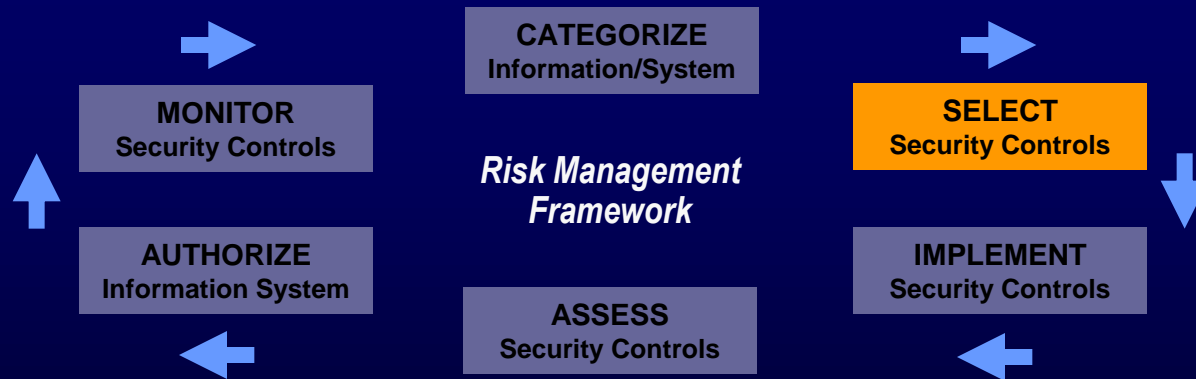 CATEGORIZE
Information/System
MONITOR
Security Controls
SELECT
Security Controls
Risk Management
Framework
AUTHORIZE
Information System
IMPLEMENT
Security Controls
ASSESS
Security Controls